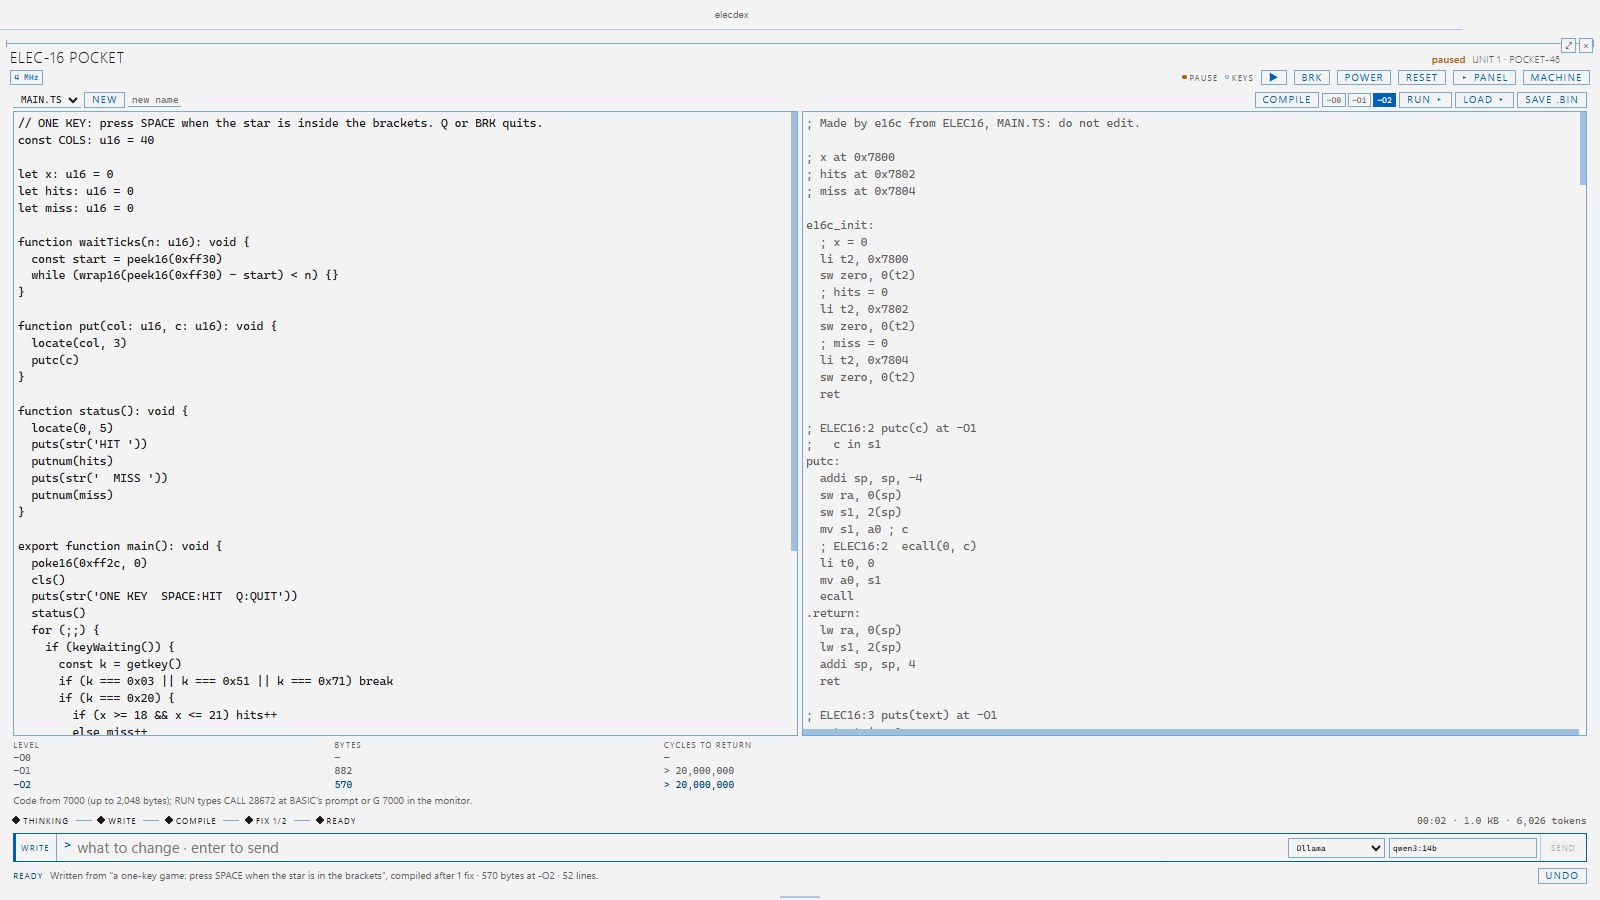 elecdex
ELEC-16 POCKET
paused UNIT 1 · POCKET-48
4 MHz
PAUSE KEYS BRK POWER RESET PANEL MACHINE
MAIN.TS NEW new name
COMPILE -O0 -O1 -O2 RUN LOAD SAVE .BIN
// ONE KEY: press SPACE when the star is inside the brackets. Q or BRK quits.
const COLS: u16 = 40
let x: u16 = 0
let hits: u16 = 0
let miss: u16 = 0
function waitTicks(n: u16): void {
const start = peek16(0xff30)
while (wrap16(peek16(0xff30) - start) < n) {}
}
function put(col: u16, c: u16): void {
locate(col, 3)
putc(c)
}
function status(): void {
locate(0, 5)
puts(str('HIT '))
putnum(hits)
puts(str('  MISS '))
putnum(miss)
}
export function main(): void {
poke16(0xff2c, 0)
cls()
puts(str('ONE KEY  SPACE:HIT  Q:QUIT'))
status()
for (;;) {
if (keyWaiting()) {
const k = getkey()
if (k === 0x03 || k === 0x51 || k === 0x71) break
if (k === 0x20) {
if (x >= 18 && x <= 21) hits++
else miss++
; Made by e16c from ELEC16, MAIN.TS: do not edit.
; x at 0x7800
; hits at 0x7802
; miss at 0x7804
e16c_init:
; x = 0
li t2, 0x7800
sw zero, 0(t2)
; hits = 0
li t2, 0x7802
sw zero, 0(t2)
; miss = 0
li t2, 0x7804
sw zero, 0(t2)
ret
; ELEC16:2 putc(c) at -O1
;   c in s1
putc:
addi sp, sp, -4
sw ra, 0(sp)
sw s1, 2(sp)
mv s1, a0 ; c
; ELEC16:2  ecall(0, c)
li t0, 0
mv a0, s1
ecall
.return:
lw ra, 0(sp)
lw s1, 2(sp)
addi sp, sp, 4
ret
; ELEC16:3 puts(text) at -O1
LEVEL BYTES CYCLES TO RETURN
-O0 - -
-O1 882 > 20,000,000
-O2 570 > 20,000,000
Code from 7000 (up to 2,048 bytes); RUN types CALL 28672 at BASIC's prompt or G 7000 in the monitor.
THINKING WRITE COMPILE FIX 1/2 READY
00:02 · 1.0 KB · 6,026 tokens
WRITE > what to change · enter to send
Ollama qwen3:14b SEND
READY Written from "a one-key game: press SPACE when the star is in the brackets", compiled after 1 fix · 570 bytes at -O2 · 52 lines.
UNDO